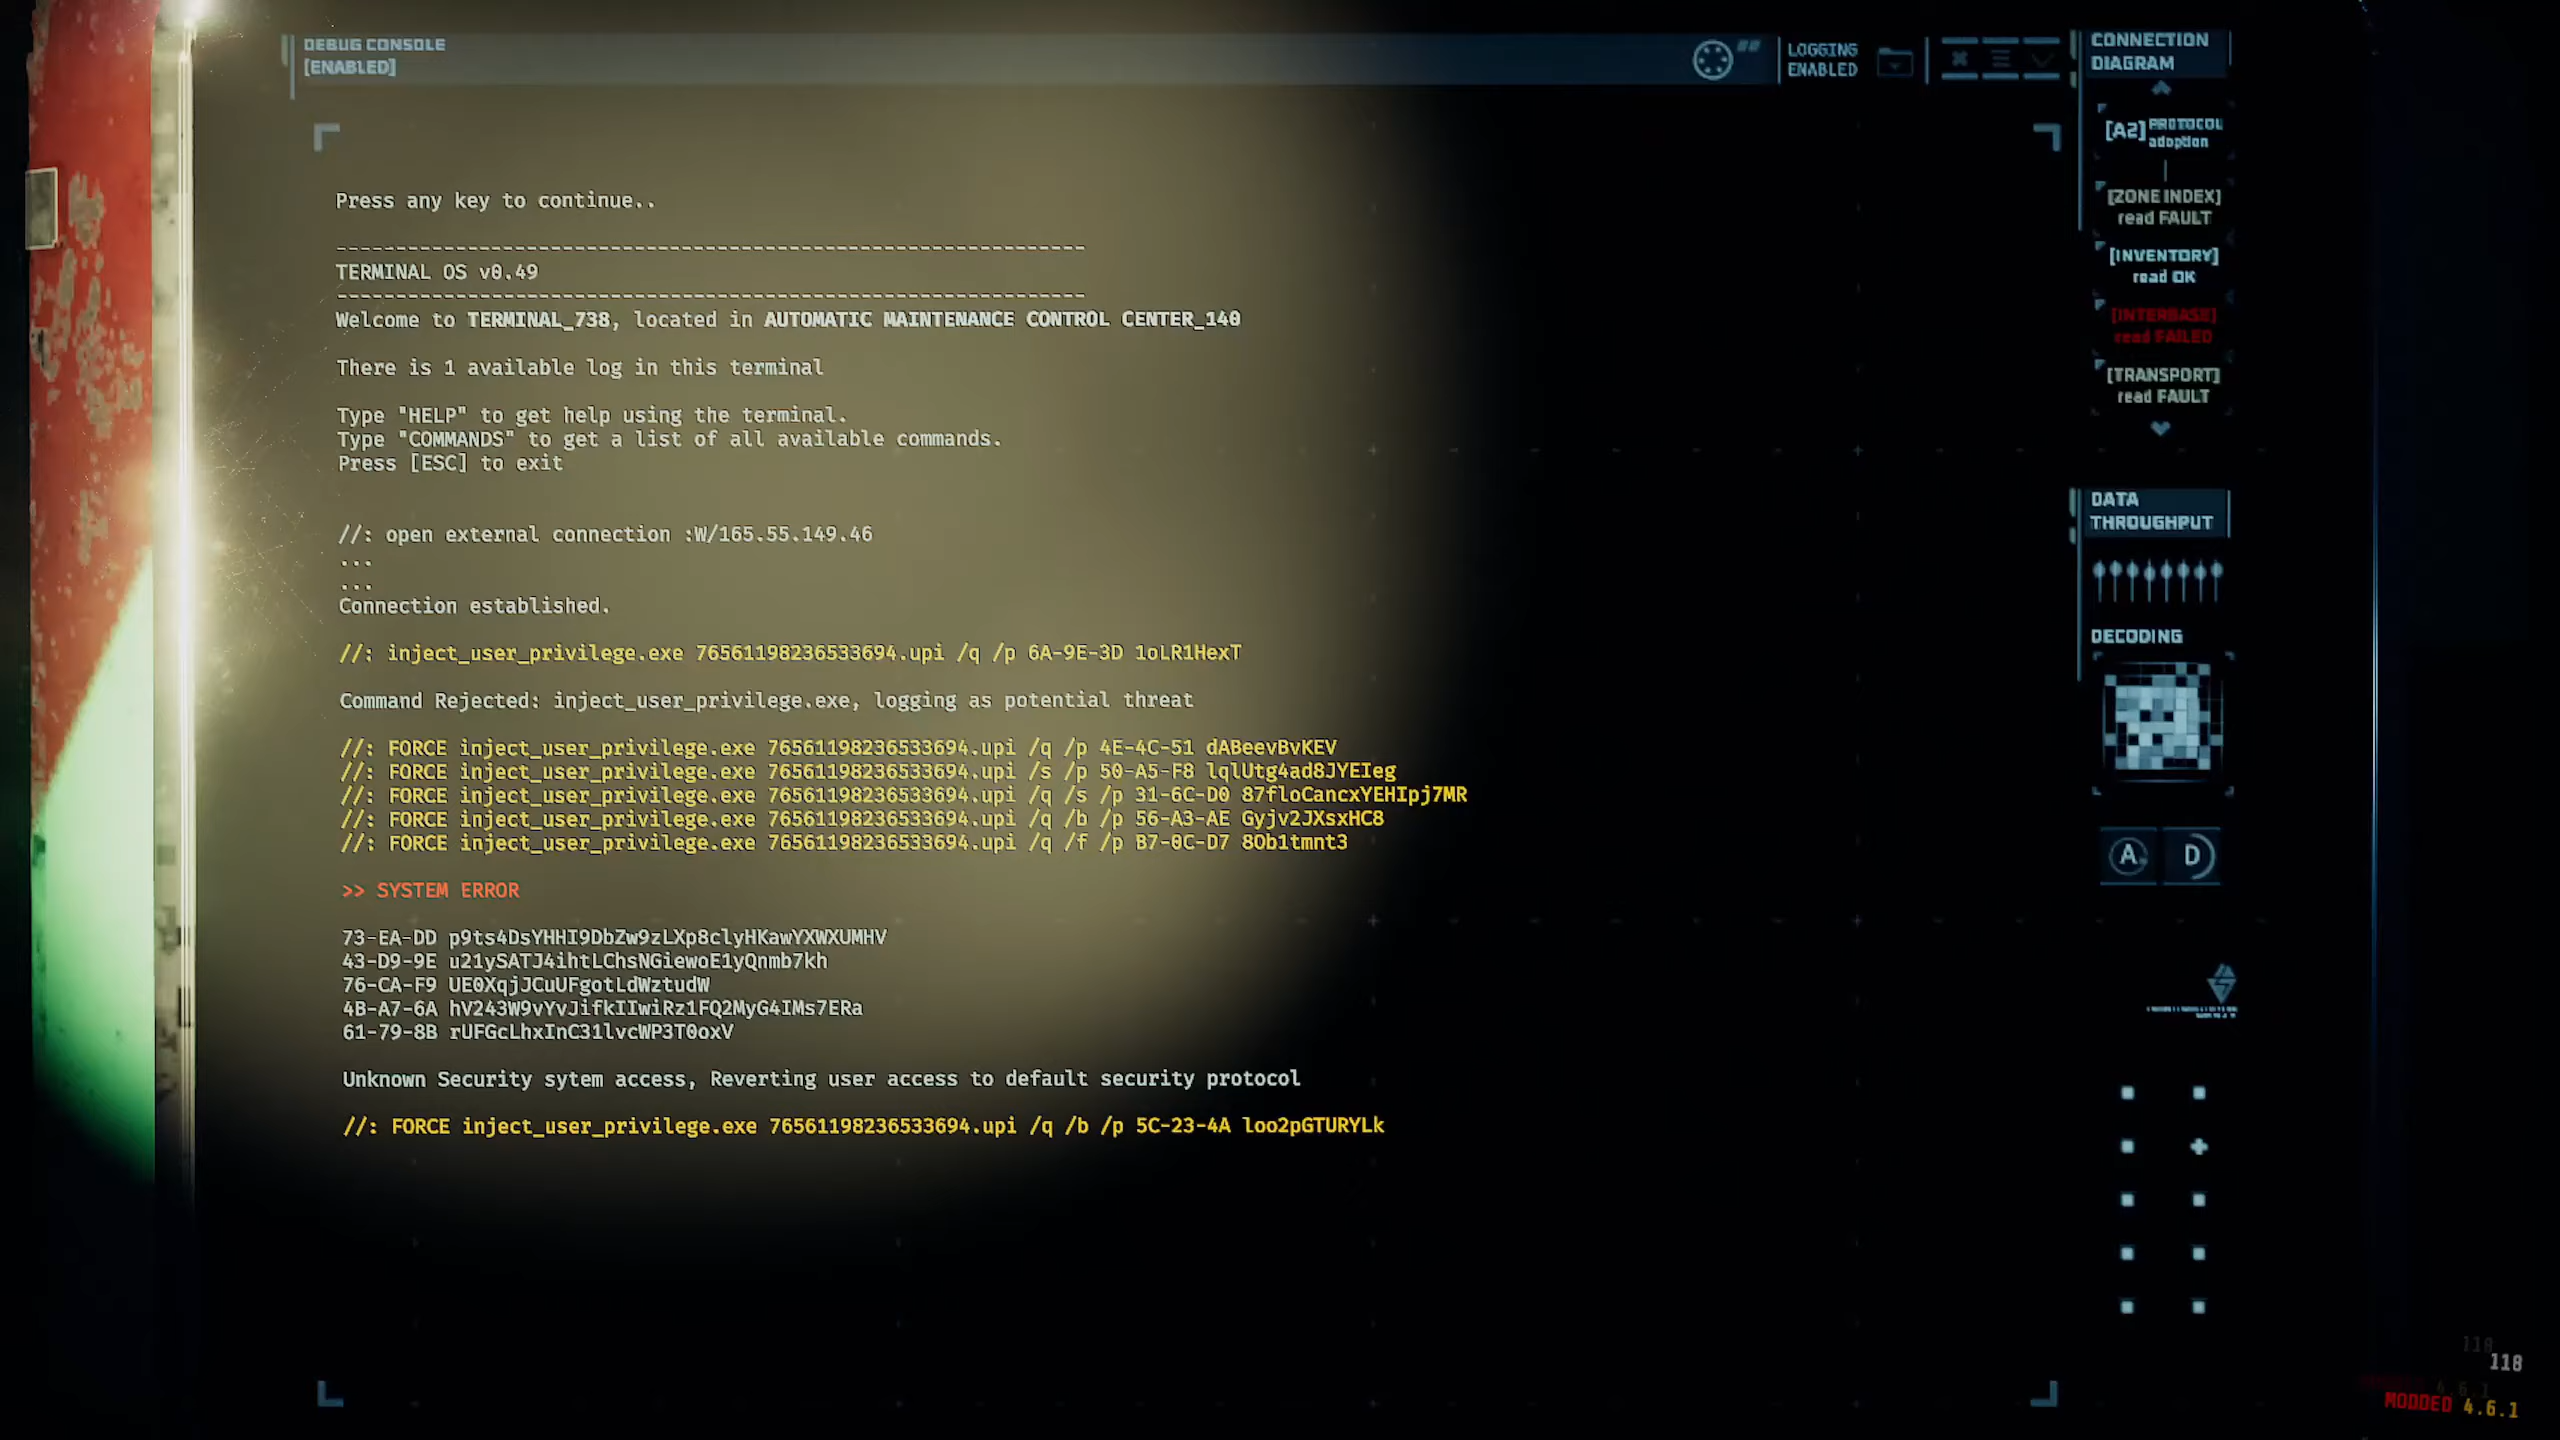 DEBUG CONSOLE
[ENABLED]
LOGGING
ENABLED
Press any key to continue..
---------------------------------------------------------------
TERMINAL OS v0.49
---------------------------------------------------------------
Welcome to TERMINAL_738, located in AUTOMATIC MAINTENANCE CONTROL CENTER_140
There is 1 available log in this terminal
Type "HELP" to get help using the terminal.
Type "COMMANDS" to get a list of all available commands.
Press [ESC] to exit
//: open external connection :W/165.55.149.46
...
...
Connection established.
//: inject_user_privilege.exe 76561198236533694.upi /q /p 6A-9E-3D 1oLR1HexT
Command Rejected: inject_user_privilege.exe, logging as potential threat
//: FORCE inject_user_privilege.exe 76561198236533694.upi /q /p 4E-4C-51 dABeevBvKEV
//: FORCE inject_user_privilege.exe 76561198236533694.upi /s /p 50-A5-F8 lqlUtg4ad8JYEIeg
//: FORCE inject_user_privilege.exe 76561198236533694.upi /q /s /p 31-6C-D0 87floCancxYEHIpj7MR
//: FORCE inject_user_privilege.exe 76561198236533694.upi /q /b /p 56-A3-AE Gyjv2JXsxHC8
//: FORCE inject_user_privilege.exe 76561198236533694.upi /q /f /p B7-0C-D7 8Ob1tmnt3
>> SYSTEM ERROR
73-EA-DD p9ts4DsYHHI9DbZw9zLXp8clyHKawYXWXUMHV
43-D9-9E u21ySATJ4ihtLChsNGiewoE1yQnmb7kh
76-CA-F9 UE0XqjJCuUFgotLdWztudW
4B-A7-6A hV243W9vYvJifkIIwiRz1FQ2MyG4IMs7ERa
61-79-8B rUFGcLhxInC31lvcWP3T0oxV
Unknown Security sytem access, Reverting user access to default security protocol
//: FORCE inject_user_privilege.exe 76561198236533694.upi /q /b /p 5C-23-4A loo2pGTURYLk
CONNECTION
DIAGRAM
[A2] PROTOCOL
adoption
[ZONE INDEX]
read FAULT
[INVENTORY]
read OK
[INTERBASE]
read FAILED
[TRANSPORT]
read FAULT
DATA
THROUGHPUT
DECODING
A D
118
MODDED 4.6.1